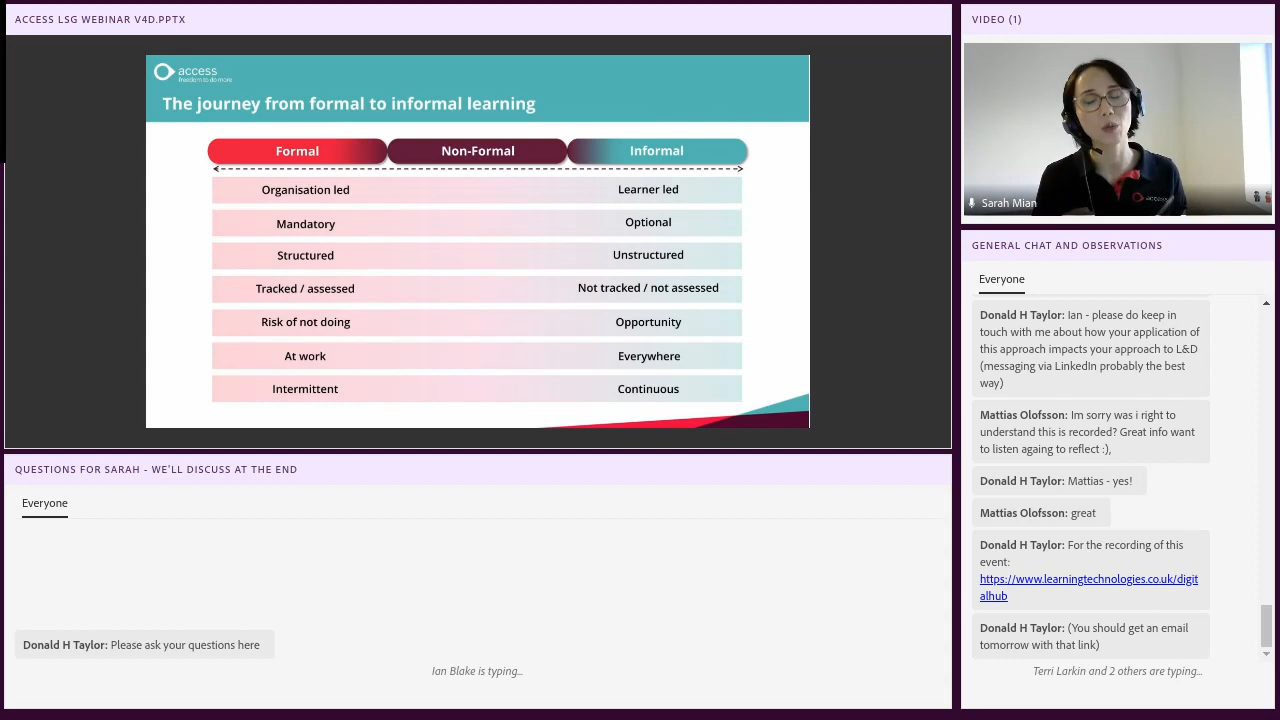 ACCESS LSG WEBINAR V4D.PPTX
access
freedom to do more
The journey from formal to informal learning
Formal Non-Formal Informal
Organisation led Learner led
Mandatory Optional
Structured Unstructured
Tracked / assessed Not tracked / not assessed
Risk of not doing Opportunity
At work Everywhere
Intermittent Continuous
QUESTIONS FOR SARAH - WE'LL DISCUSS AT THE END
Everyone
Donald H Taylor: Please ask your questions here
Ian Blake is typing...
VIDEO (1)
access
Sarah Mian
GENERAL CHAT AND OBSERVATIONS
Everyone
Donald H Taylor: Ian - please do keep in
touch with me about how your application of
this approach impacts your approach to L&D
(messaging via LinkedIn probably the best
way)
Mattias Olofsson: Im sorry was i right to
understand this is recorded? Great info want
to listen againg to reflect :),
Donald H Taylor: Mattias - yes!
Mattias Olofsson: great
Donald H Taylor: For the recording of this
event:
https://www.learningtechnologies.co.uk/digit
alhub
Donald H Taylor: (You should get an email
tomorrow with that link)
Terri Larkin and 2 others are typing...